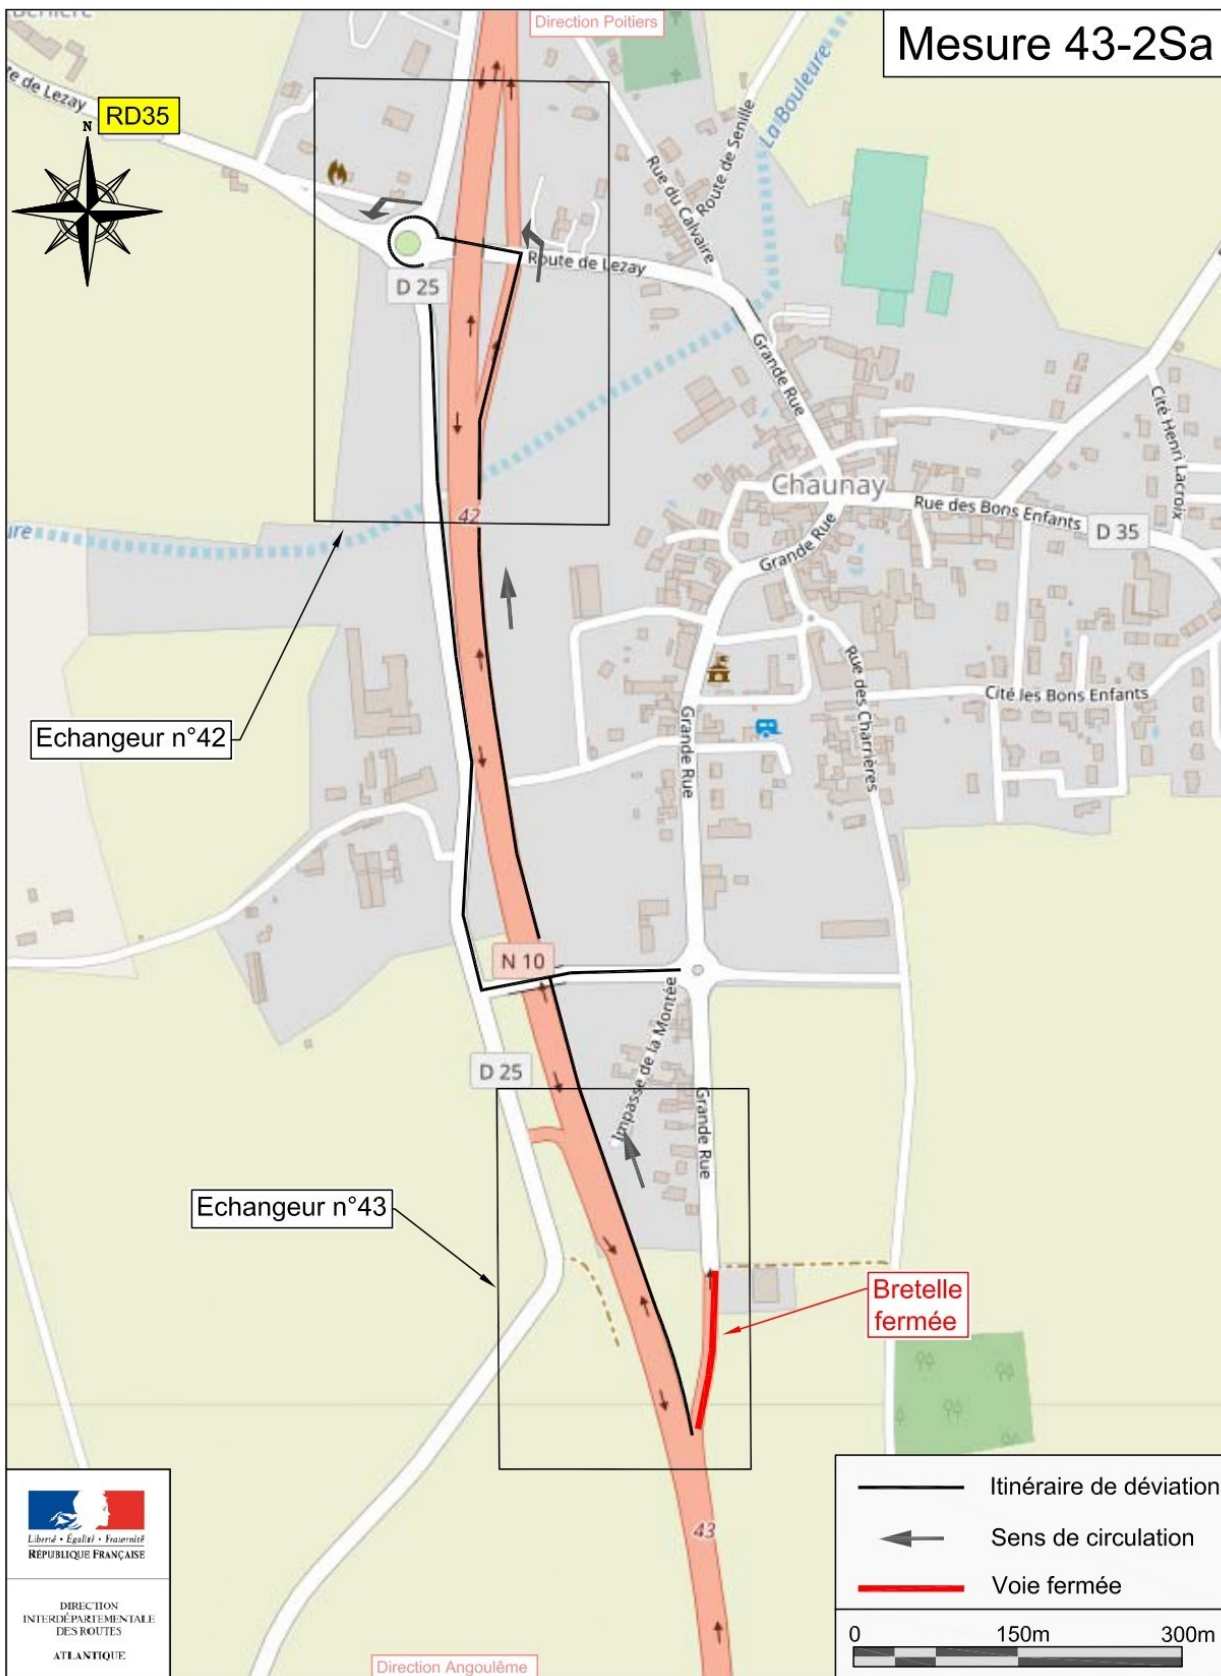 Direction Poitiers
Mesure 43-2Sa
te de Lezay
RD35
N
La Bouleure
Route de Senille
Rue du Calvaire
Route de Lezay
D 25
Grande Rue
Cité Henri Lacroix
Chaunay
Rue des Bons Enfants
D 35
42
ure
Grande Rue
Rue des Charrières
Cité les Bons Enfants
Echangeur n°42
Grande Rue
N 10
Impasse de la Montée
D 25
Grande Rue
Echangeur n°43
Bretelle
fermée
43
Liberté • Égalité • Fraternité
RÉPUBLIQUE FRANÇAISE
DIRECTION
INTERDÉPARTEMENTALE
DES ROUTES
ATLANTIQUE
Itinéraire de déviation
Sens de circulation
Voie fermée
0 150m 300m
Direction Angoulême